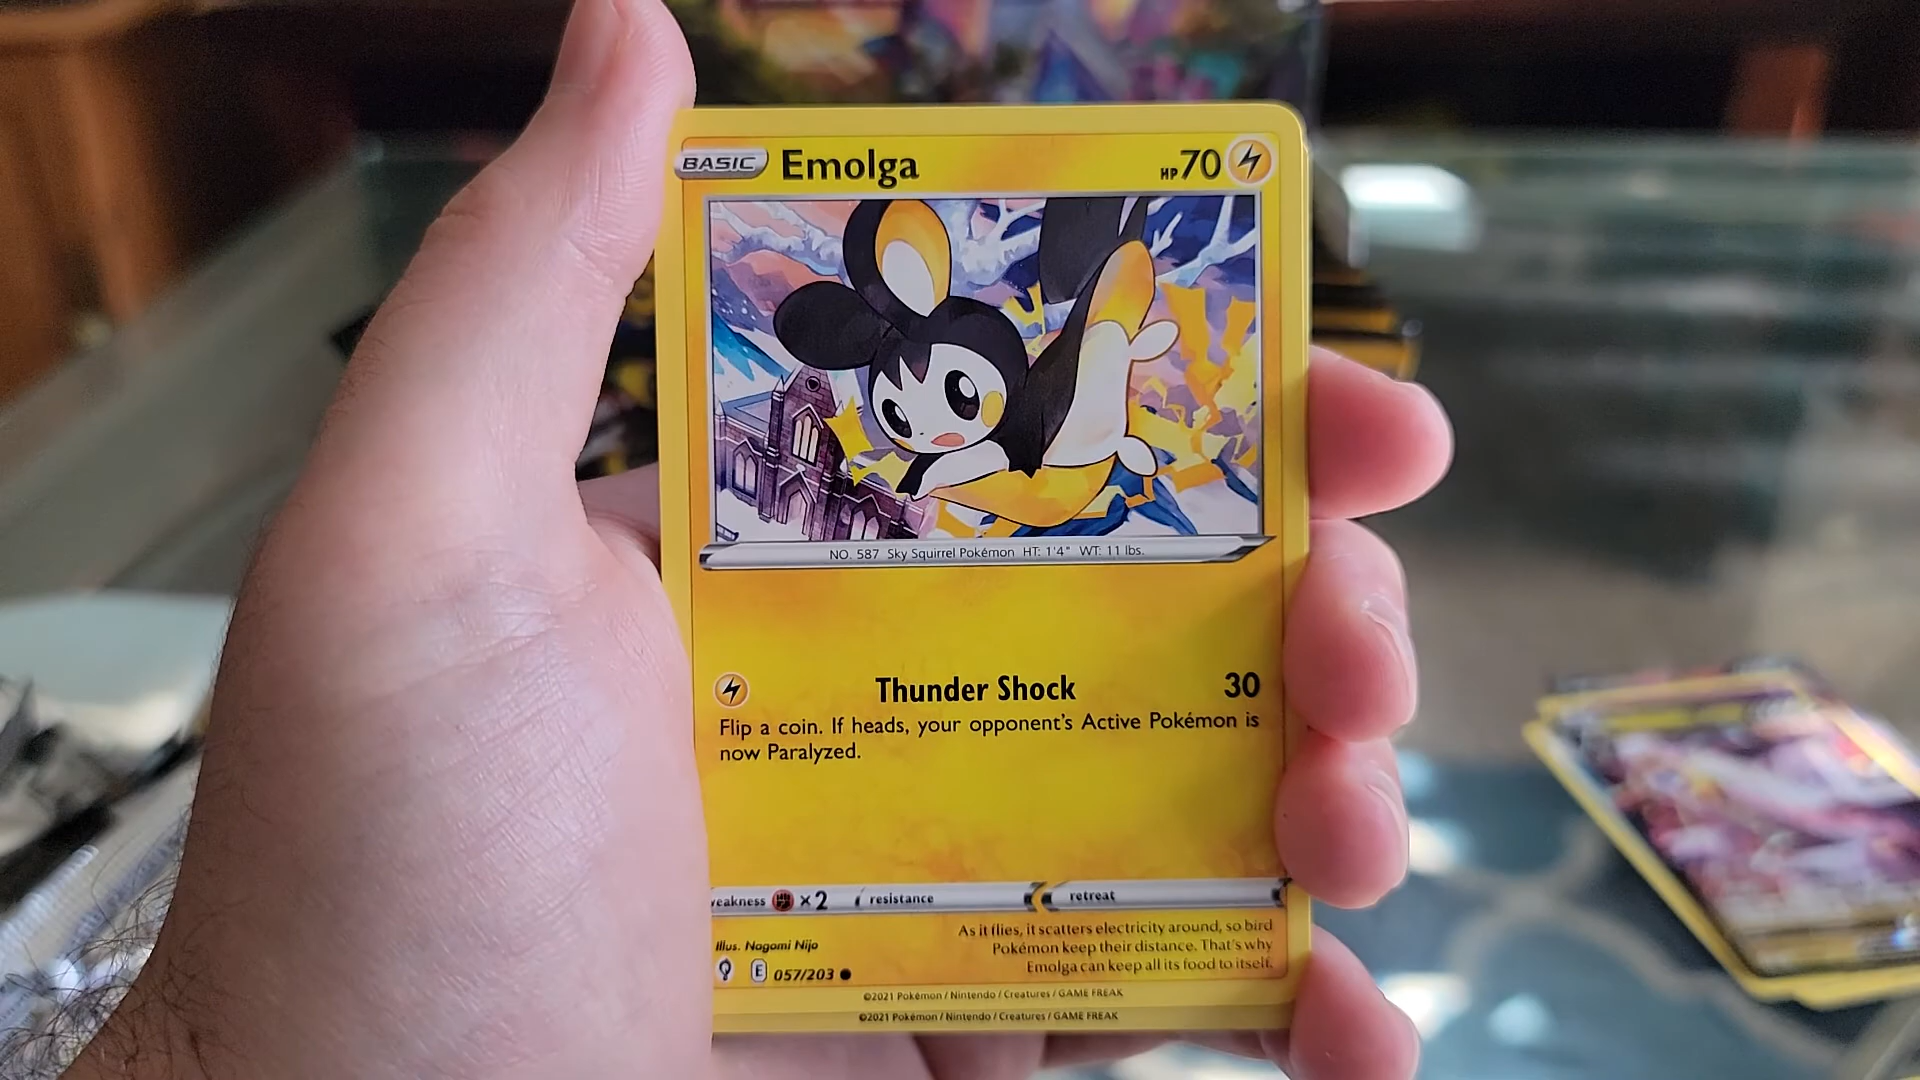 BASIC Emolga HP 70
NO. 587 Sky Squirrel Pokémon HT: 1'4" WT: 11 lbs.
Thunder Shock 30
Flip a coin. If heads, your opponent's Active Pokémon is
now Paralyzed.
weakness ×2 resistance retreat
As it flies, it scatters electricity around, so bird
Pokémon keep their distance. That's why
Emolga can keep all its food to itself.
Illus. Nagomi Nijo
E 057/203
©2021 Pokémon / Nintendo / Creatures / GAME FREAK
©2021 Pokémon / Nintendo / Creatures / GAME FREAK